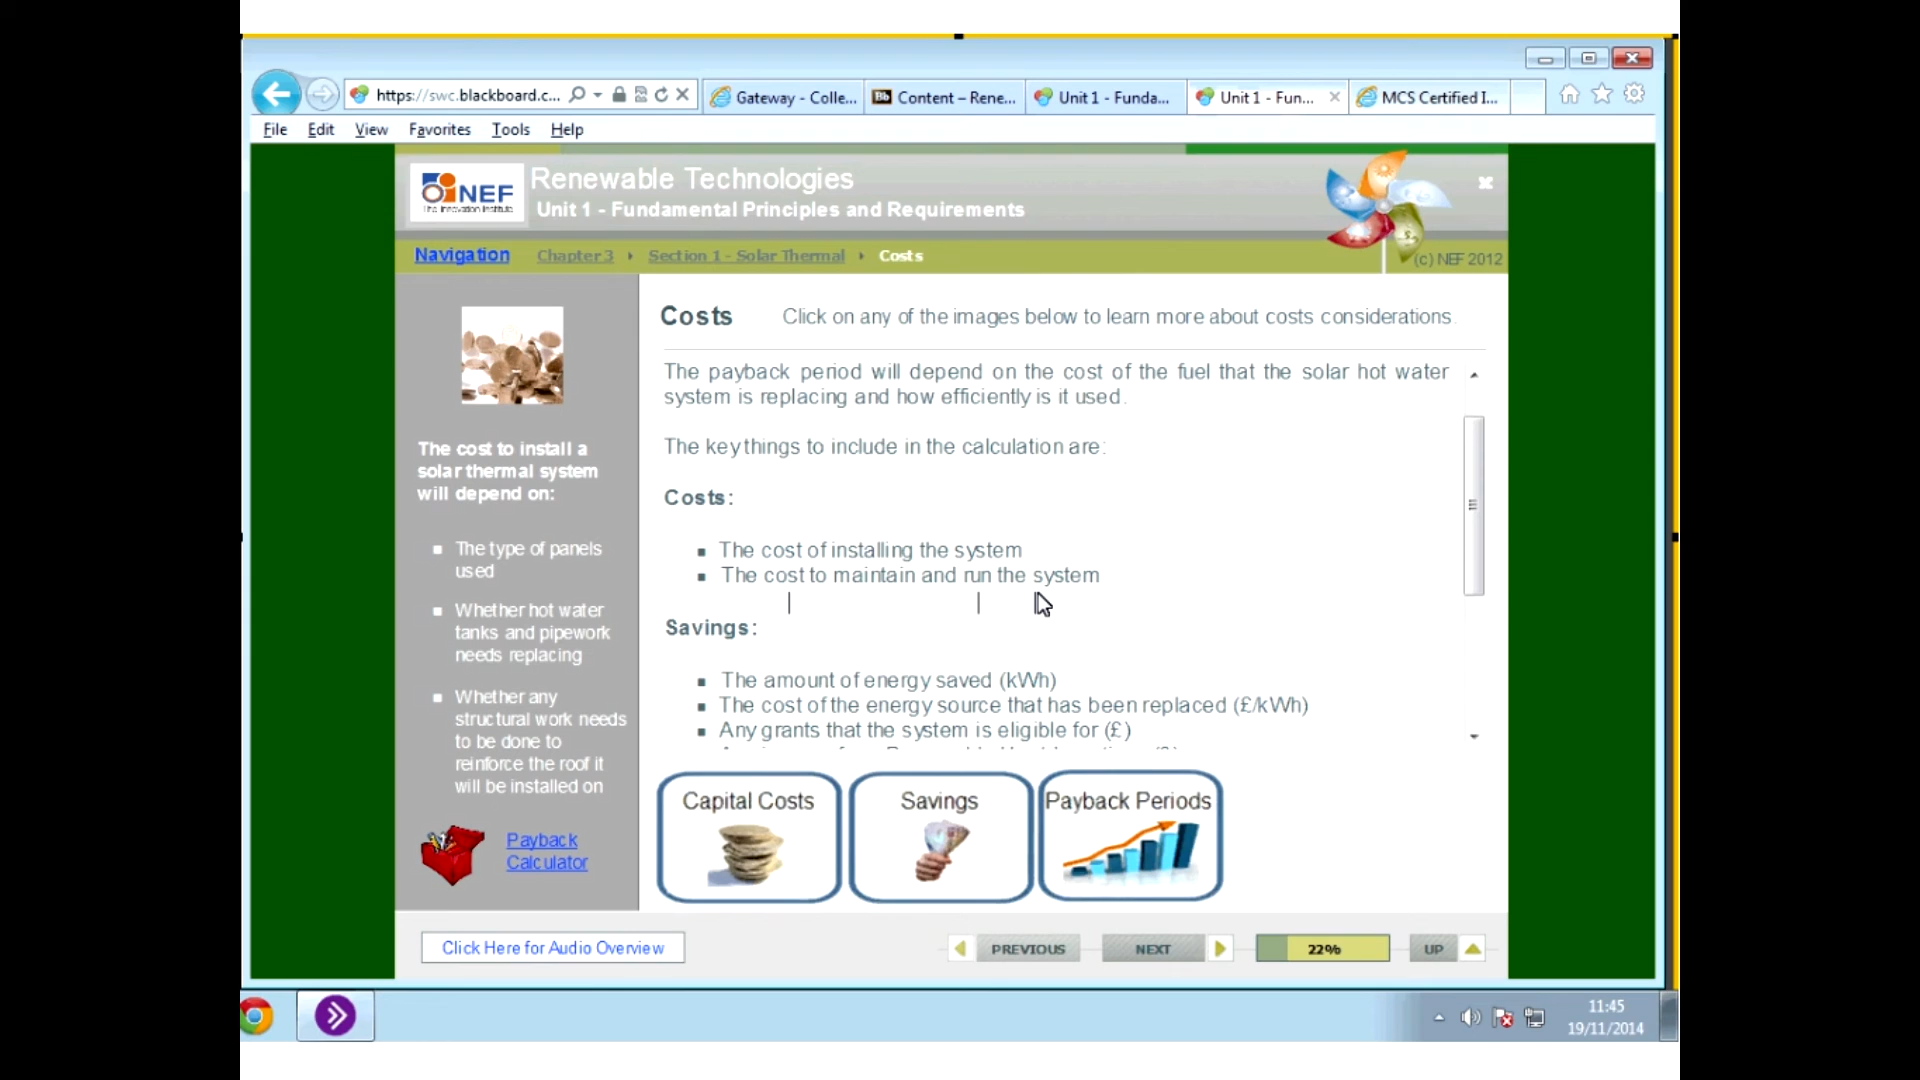 https://swc.blackboard.c...
Gateway - Colle...
Content – Rene...
Unit 1 - Funda...
Unit 1 - Fun...
MCS Certified I...
File Edit View Favorites Tools Help
NEF
The Innovation Institute
Renewable Technologies
Unit 1 - Fundamental Principles and Requirements
Navigation Chapter 3 Section 1 - Solar Thermal Costs
(c) NEF 2012
The cost to install a
solar thermal system
will depend on:
The type of panels
used
Whether hot water
tanks and pipework
needs replacing
Whether any
structural work needs
to be done to
reinforce the roof it
will be installed on
Payback
Calculator
Costs Click on any of the images below to learn more about costs considerations.
The payback period will depend on the cost of the fuel that the solar hot water
system is replacing and how efficiently is it used.
The key things to include in the calculation are:
Costs:
The cost of installing the system
The cost to maintain and run the system
Savings:
The amount of energy saved (kWh)
The cost of the energy source that has been replaced (£/kWh)
Any grants that the system is eligible for (£)
Capital Costs
Savings
Payback Periods
Click Here for Audio Overview
PREVIOUS NEXT 22% UP
11:45
19/11/2014